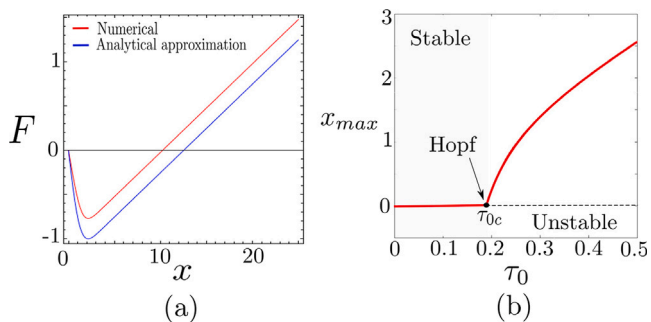 Numerical
Analytical approximation
1
F
0
-1
0
10
20
x
(a)
3
Stable
2
x_max
1
Hopf
0
τ_0c
Unstable
0
0.1
0.2
0.3
0.4
0.5
τ_0
(b)